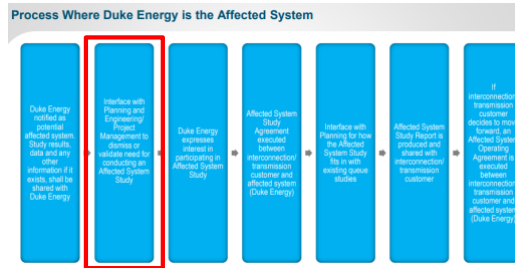 Process Where Duke Energy is the Affected System
Duke Energy
notified as
potential
affected system.
Study results,
data and any
other
information if it
exists, shall be
shared with
Duke Energy
Interface with
Planning and
Engineering/
Project
Management to
dismiss or
validate need for
conducting an
Affected System
Study
Duke Energy
expresses
interest in
participating in
Affected System
Study
Affected System
Study
Agreement
executed
between
interconnection/
transmission
customer and
affected system
(Duke Energy)
Interface with
Planning for how
the Affected
System Study
fits in with
existing queue
studies
Affected System
Study Report is
produced and
shared with
interconnection/
transmission
customer
If
interconnection
transmission
customer
decides to mov
forward, an
Affected System
Operating
Agreement is
executed
between
interconnection
transmission
customer and
affected system
(Duke Energy)